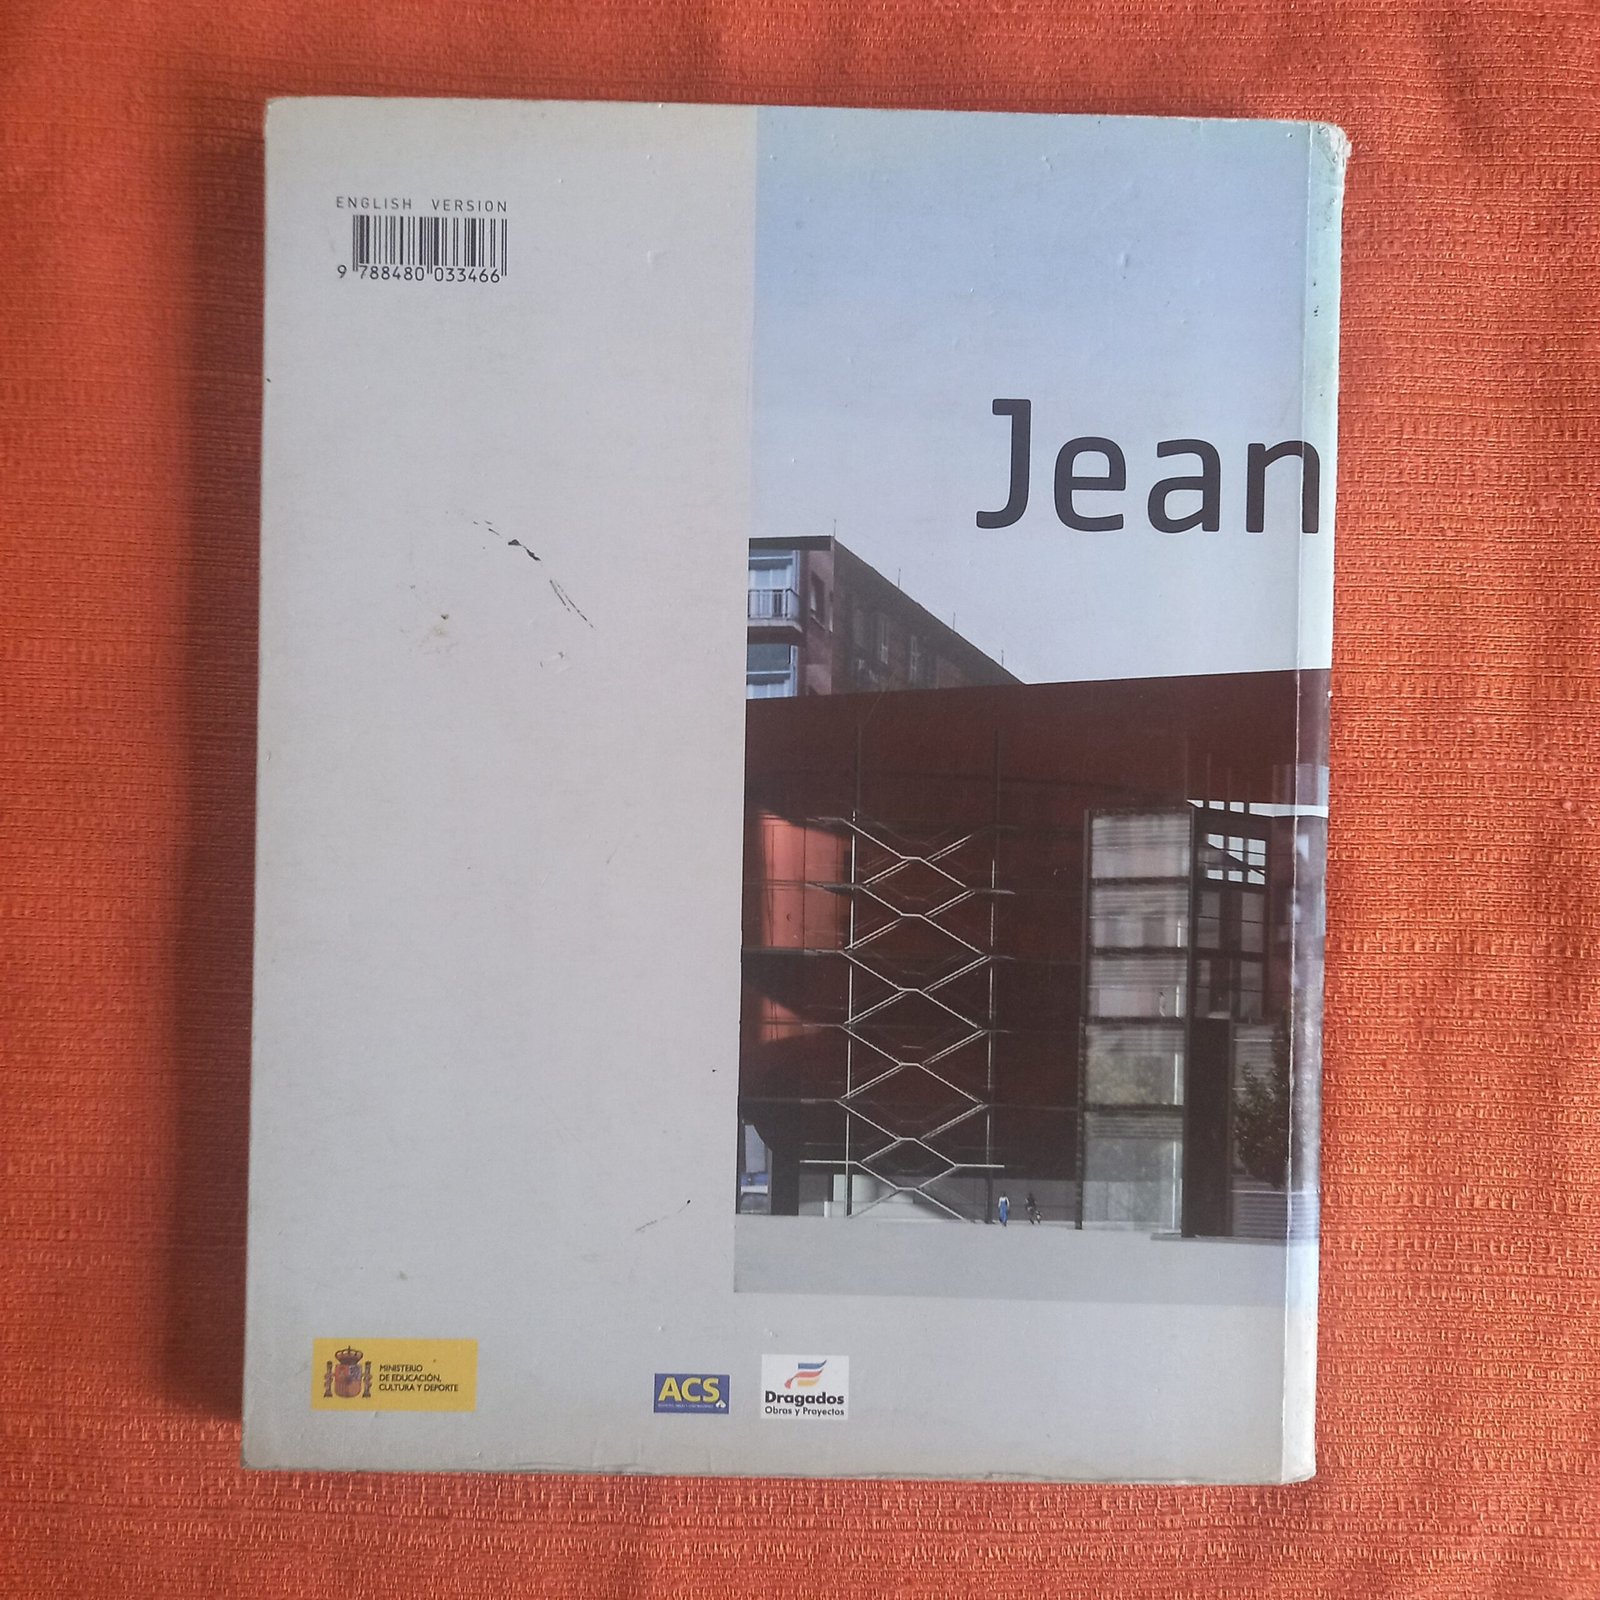 ENGLISH VERSION
9 788480 033466
Jean
MINISTERIO
DE EDUCACIÓN,
CULTURA Y DEPORTE
ACS
Dragados
Obras y Proyectos